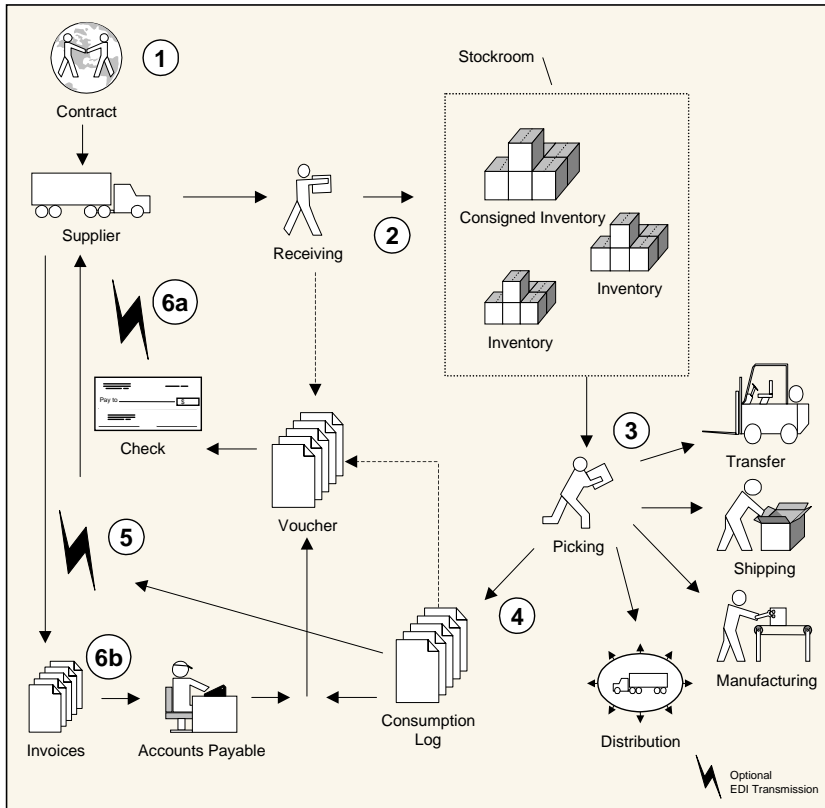 1
Contract
Stockroom
Supplier
Receiving
2
Consigned Inventory
Inventory
Inventory
6a
Pay to
$
Check
Voucher
3
Picking
Transfer
Shipping
Manufacturing
Distribution
4
5
6b
Invoices
Accounts Payable
Consumption
Log
Optional
EDI Transmission